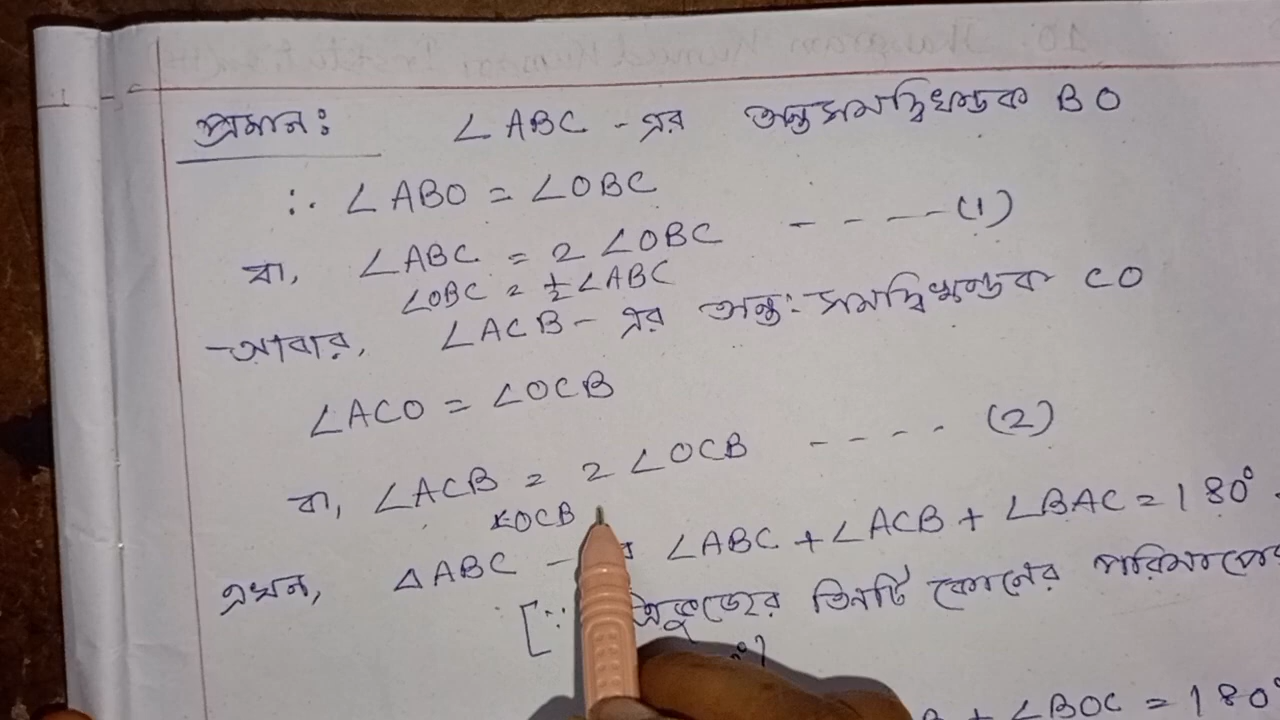 প্রমান: ∠ABC - এর অন্তসমদ্বিখণ্ডক BO
∴ ∠ABO = ∠OBC
বা, ∠ABC = 2 ∠OBC - - - - (1)
∠OBC = 1/2 ∠ABC
আবার, ∠ACB - এর অন্ত:সমদ্বিখণ্ডক CO
∠ACO = ∠OCB
বা, ∠ACB = 2 ∠OCB - - - - (2)
∠OCB
এখন, △ABC - ∠ABC + ∠ACB + ∠BAC = 180°
[∵ তিনটি কোনের
+ ∠BOC = 180°